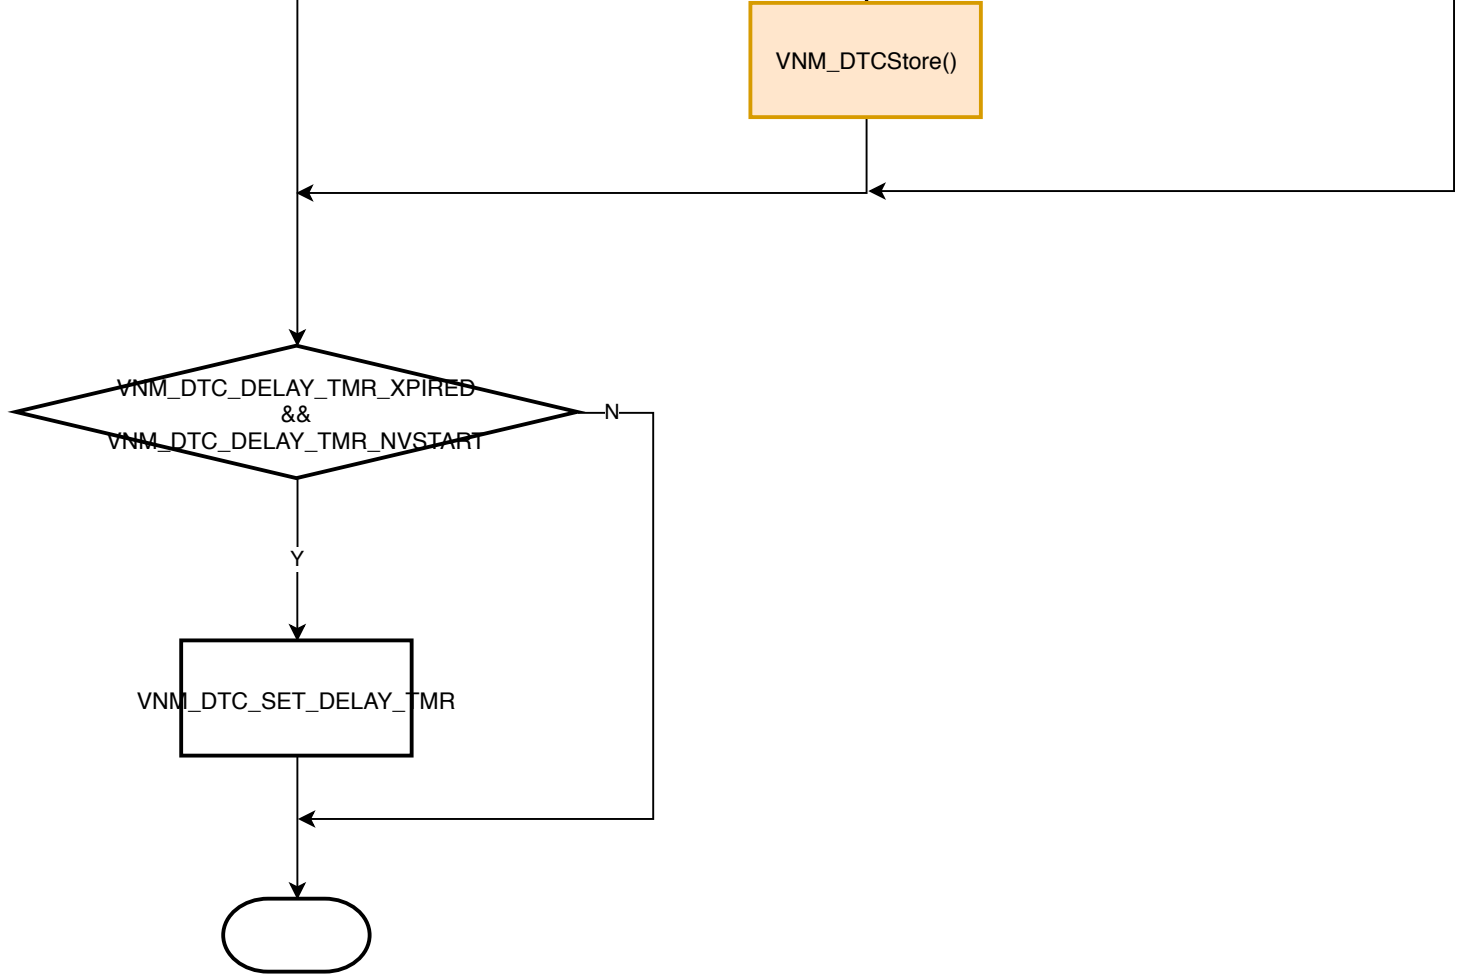 VNM_DTCStore()
VNM_DTC_DELAY_TMR_XPIRED
&&
VNM_DTC_DELAY_TMR_NVSTART
N
Y
VNM_DTC_SET_DELAY_TMR